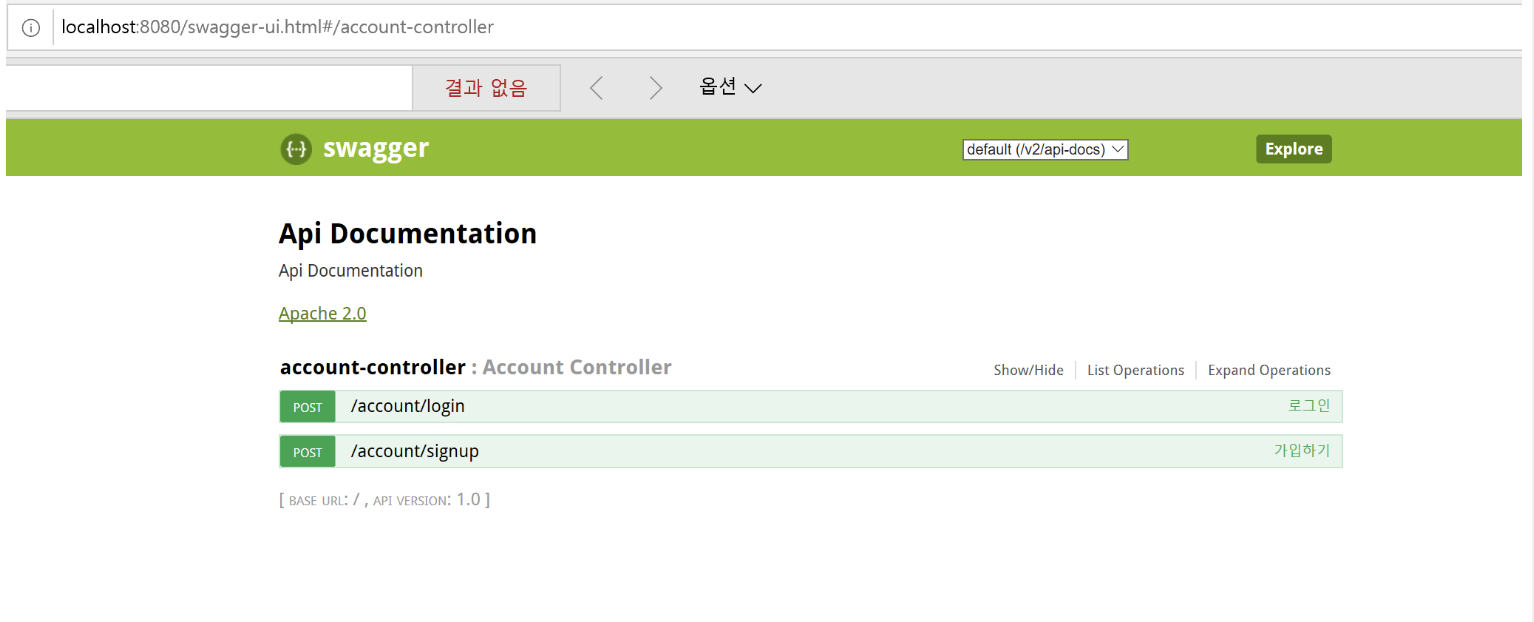 localhost:8080/swagger-ui.html#/account-controller
결과 없음 옵션
{···} swagger default (/v2/api-docs) Explore
Api Documentation
Api Documentation
Apache 2.0
account-controller : Account Controller Show/Hide List Operations Expand Operations
POST /account/login 로그인
POST /account/signup 가입하기
[ BASE URL: / , API VERSION: 1.0 ]